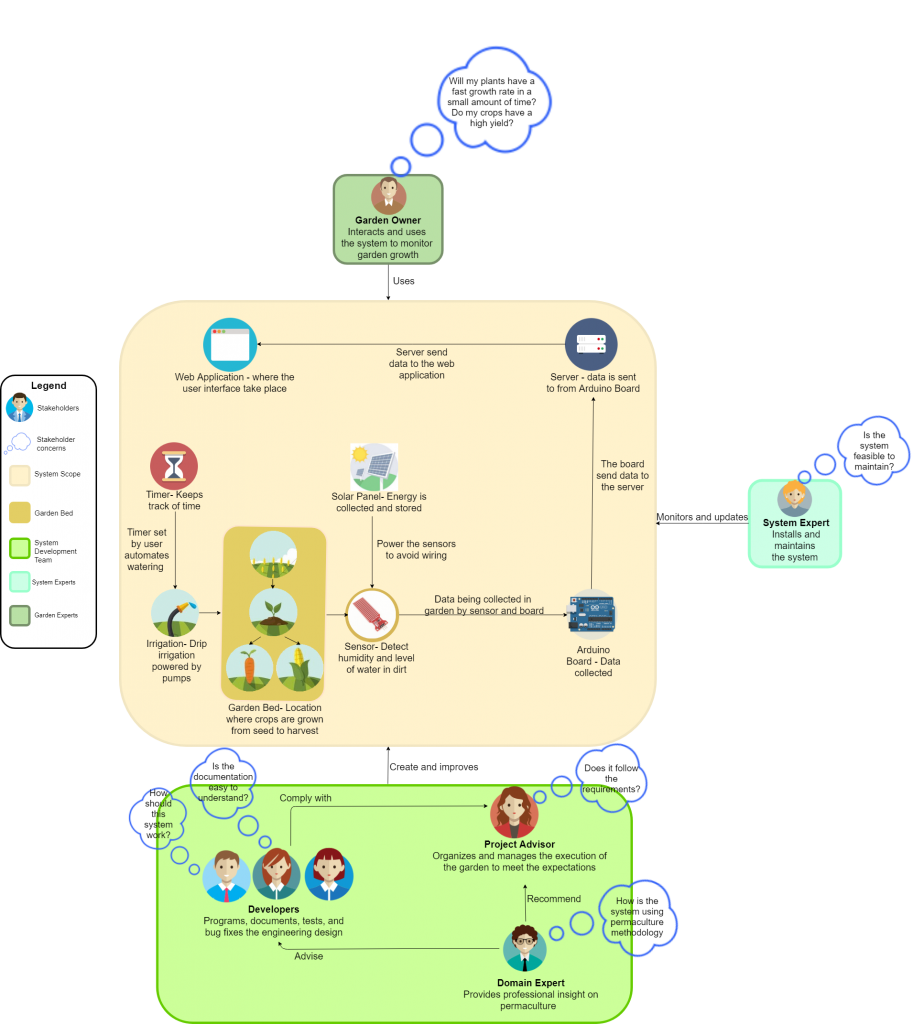 Will my plants have a
fast growth rate in a
small amount of time?
Do my crops have a
high yield?
Garden Owner
Interacts and uses
the system to monitor
garden growth
Uses
Web Application - where the
user interface take place
Server send
data to the web
application
Server - data is sent
to from Arduino Board
Legend
Stakeholders
Stakeholder
concerns
System Scope
Garden Bed
System
Development
Team
System Experts
Garden Experts
Timer- Keeps
track of time
Solar Panel- Energy is
collected and stored
The board
send data to
the server
Is the
system
feasible to
maintain?
Monitors and updates
System Expert
Installs and
maintains
the system
Timer set
by user
automates
watering
Power the sensors
to avoid wiring
Data being collected in
garden by sensor and board
Irrigation- Drip
irrigation
powered by
pumps
Sensor- Detect
humidity and level
of water in dirt
Arduino
Board - Data
collected
Garden Bed- Location
where crops are grown
from seed to harvest
Create and improves
Is the
documentation
easy to
understand?
How
should
this
system
work?
Comply with
Does it follow
the
requirements?
Project Advisor
Organizes and manages the execution of
the garden to meet the expectations
Developers
Programs, documents, tests, and
bug fixes the engineering design
Recommend
How is the
system using
permaculture
methodology
Advise
Domain Expert
Provides professional insight on
permaculture